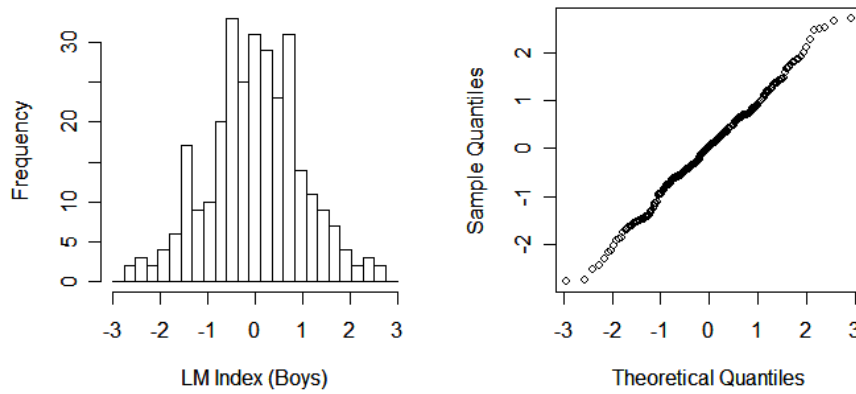 Frequency
30
20
10
5
0
-3 -2 -1 0 1 2 3
LM Index (Boys)
Sample Quantiles
2
1
0
-1
-2
-3 -2 -1 0 1 2 3
Theoretical Quantiles